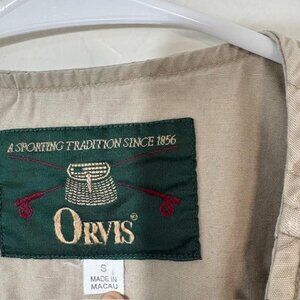 A SPORTING TRADITION SINCE 1856
ORVIS®
S
MADE IN
MACAU